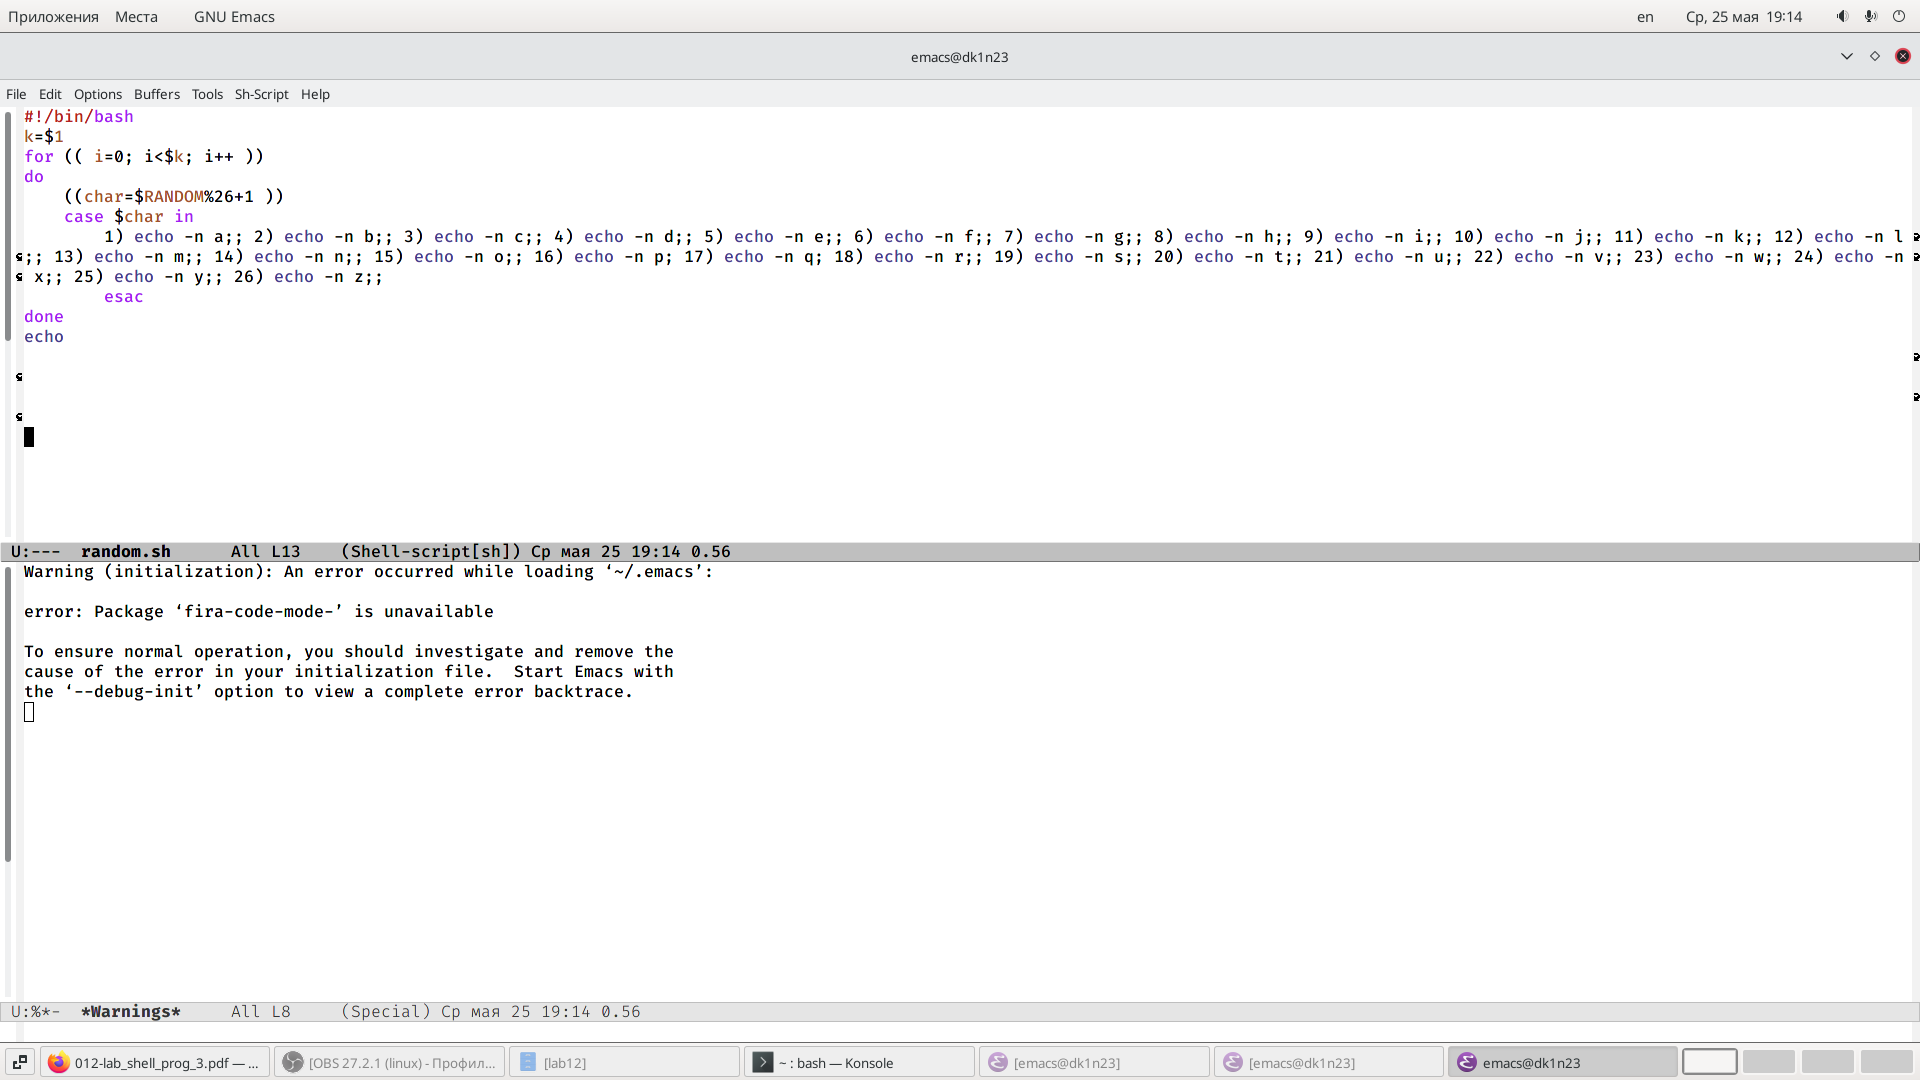 Приложения Места GNU Emacs en Ср, 25 мая 19:14
emacs@dk1n23
File Edit Options Buffers Tools Sh-Script Help
#!/bin/bash
k=$1
for (( i=0; i<$k; i++ ))
do
    ((char=$RANDOM%26+1 ))
    case $char in
        1) echo -n a;; 2) echo -n b;; 3) echo -n c;; 4) echo -n d;; 5) echo -n e;; 6) echo -n f;; 7) echo -n g;; 8) echo -n h;; 9) echo -n i;; 10) echo -n j;; 11) echo -n k;; 12) echo -n l
;; 13) echo -n m;; 14) echo -n n;; 15) echo -n o;; 16) echo -n p; 17) echo -n q; 18) echo -n r;; 19) echo -n s;; 20) echo -n t;; 21) echo -n u;; 22) echo -n v;; 23) echo -n w;; 24) echo -n
 x;; 25) echo -n y;; 26) echo -n z;;
        esac
done
echo
U:--- random.sh All L13 (Shell-script[sh]) Ср мая 25 19:14 0.56
Warning (initialization): An error occurred while loading ‘~/.emacs’:
error: Package ‘fira-code-mode-’ is unavailable
To ensure normal operation, you should investigate and remove the
cause of the error in your initialization file.  Start Emacs with
the ‘--debug-init’ option to view a complete error backtrace.
U:%*- *Warnings* All L8 (Special) Ср мая 25 19:14 0.56
012-lab_shell_prog_3.pdf — ... [OBS 27.2.1 (linux) - Профил... [lab12] ~ : bash — Konsole [emacs@dk1n23] [emacs@dk1n23] emacs@dk1n23